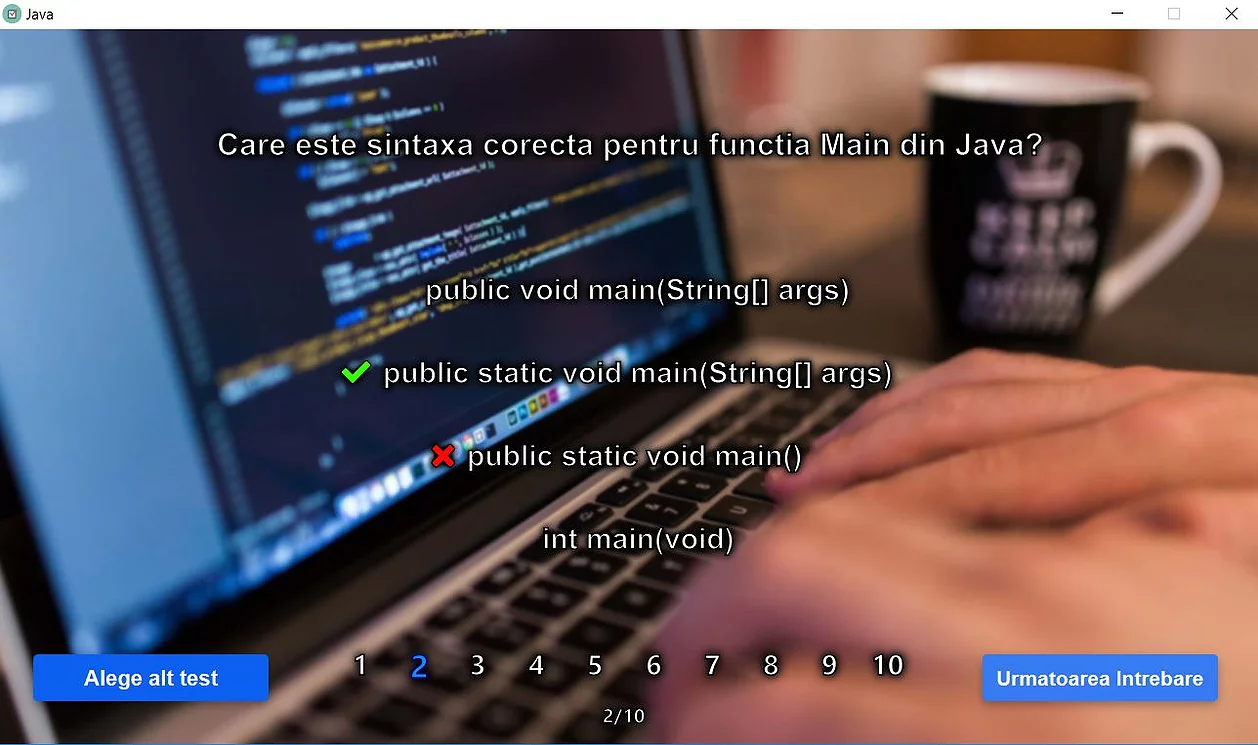 Java
Care este sintaxa corecta pentru functia Main din Java?
public void main(String[] args)
public static void main(String[] args)
public static void main()
int main(void)
1 2 3 4 5 6 7 8 9 10
Alege alt test
Urmatoarea Intrebare
2/10
KEEP
CALM